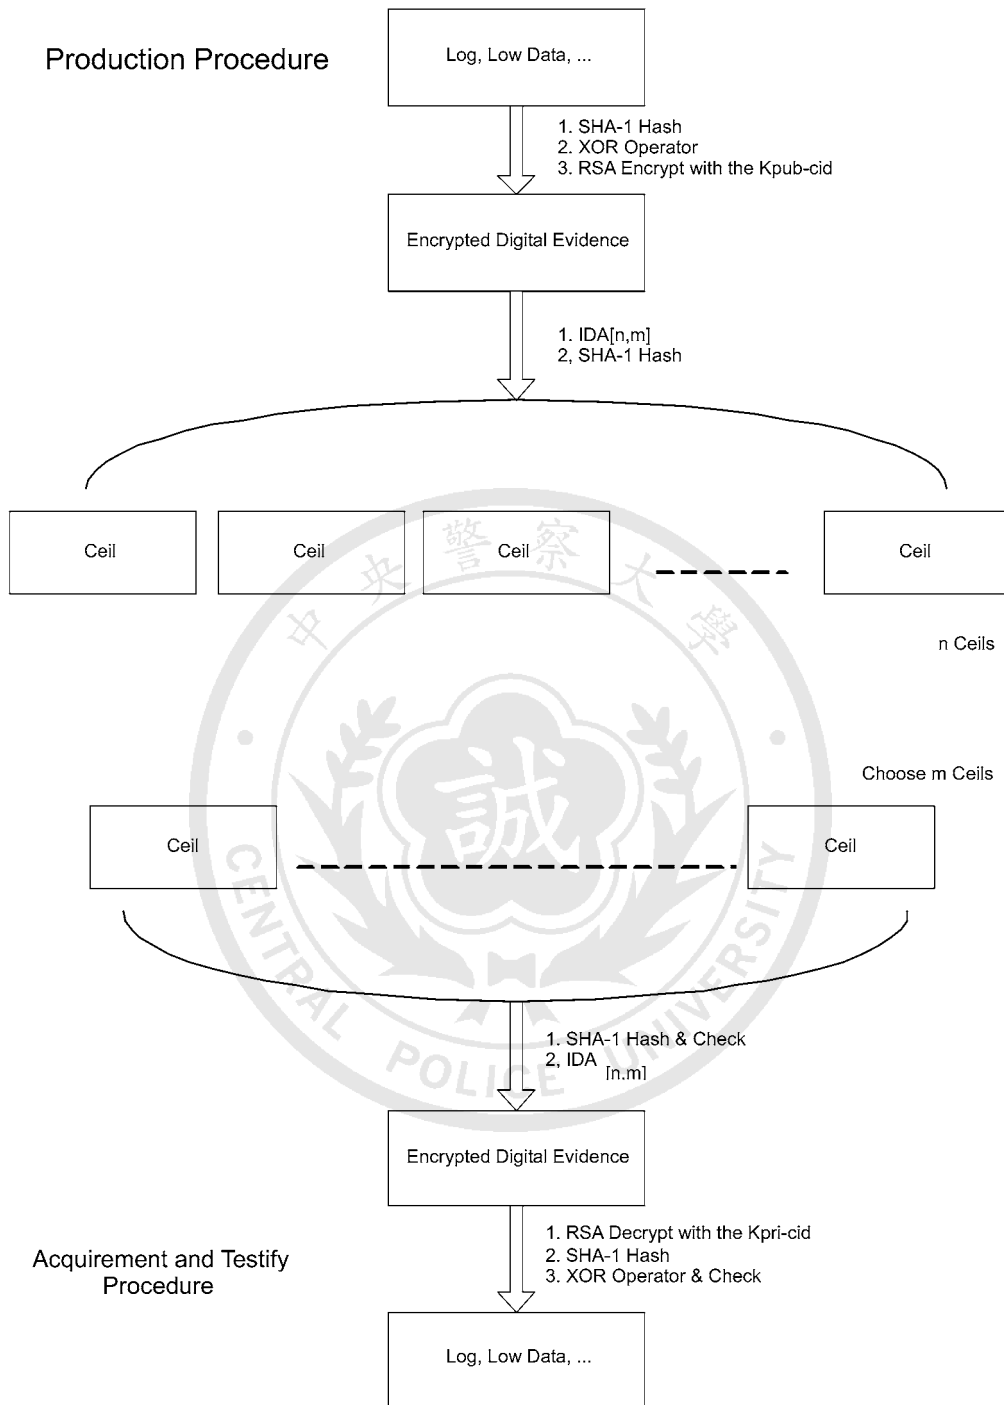 Production Procedure
Log, Low Data, ...
1. SHA-1 Hash
2. XOR Operator
3. RSA Encrypt with the Kpub-cid
Encrypted Digital Evidence
1. IDA[n,m]
2, SHA-1 Hash
Ceil
Ceil
Ceil
Ceil
中央警察大學
n Ceils
誠
Choose m Ceils
Ceil
Ceil
CENTRAL POLICE UNIVERSITY
1. SHA-1 Hash & Check
2, IDA
[n.m]
Encrypted Digital Evidence
1. RSA Decrypt with the Kpri-cid
2. SHA-1 Hash
3. XOR Operator & Check
Acquirement and Testify
Procedure
Log, Low Data, ...